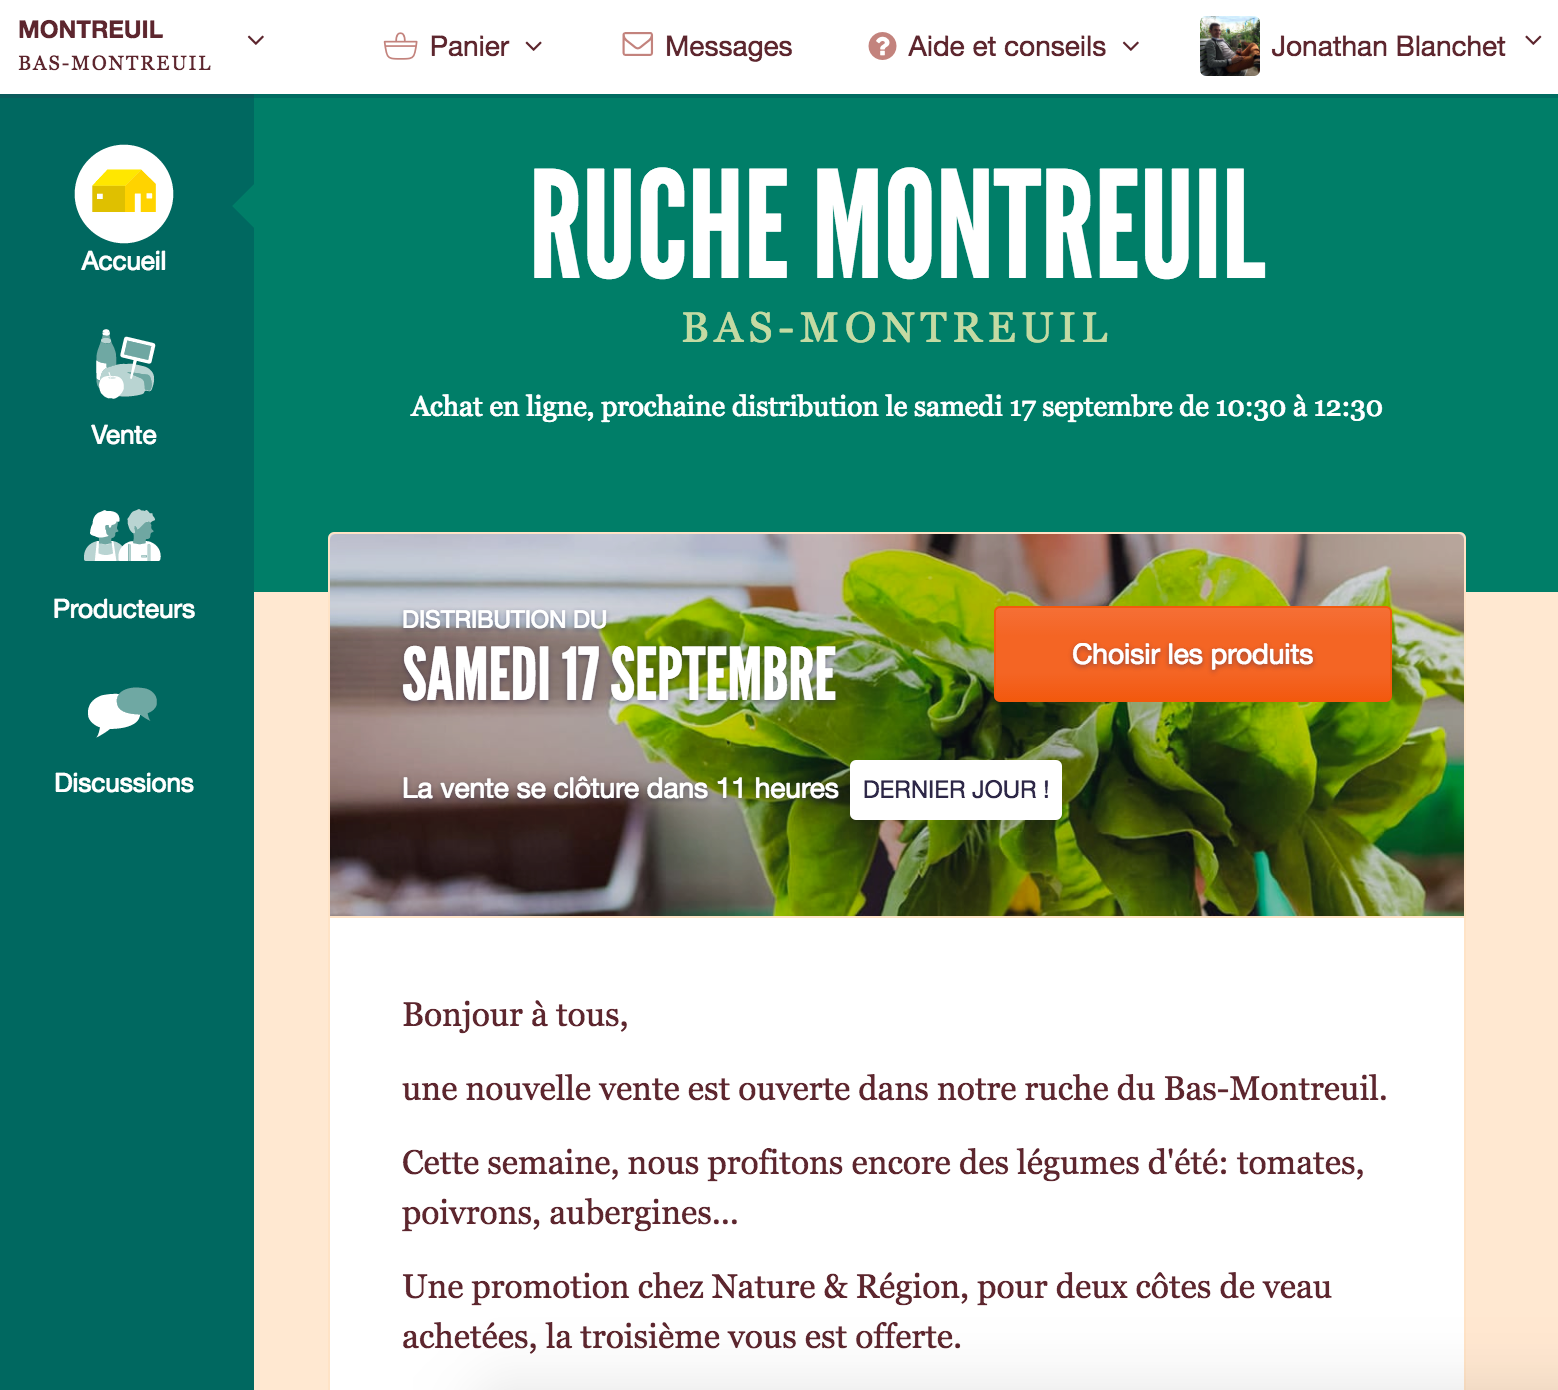 MONTREUIL
BAS-MONTREUIL
Panier
Messages
Aide et conseils
Jonathan Blanchet
Accueil
Vente
Producteurs
Discussions
RUCHE MONTREUIL
BAS-MONTREUIL
Achat en ligne, prochaine distribution le samedi 17 septembre de 10:30 à 12:30
DISTRIBUTION DU
SAMEDI 17 SEPTEMBRE
Choisir les produits
La vente se clôture dans 11 heures DERNIER JOUR !
Bonjour à tous,
une nouvelle vente est ouverte dans notre ruche du Bas-Montreuil.
Cette semaine, nous profitons encore des légumes d'été: tomates,
poivrons, aubergines...
Une promotion chez Nature & Région, pour deux côtes de veau
achetées, la troisième vous est offerte.